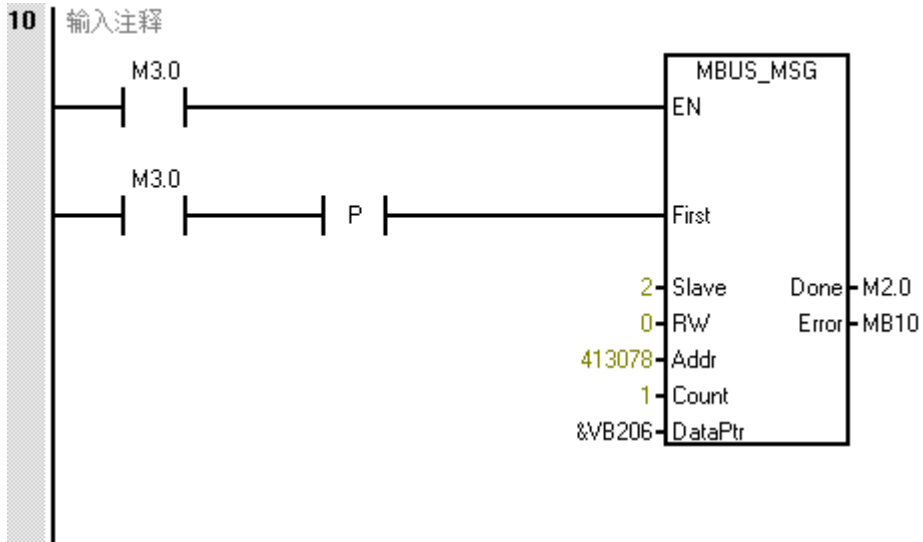 10 输入注释
M3.0 MBUS_MSG
EN
M3.0
P First
2 Slave Done M2.0
0 RW Error MB10
413078 Addr
1 Count
&VB206 DataPtr